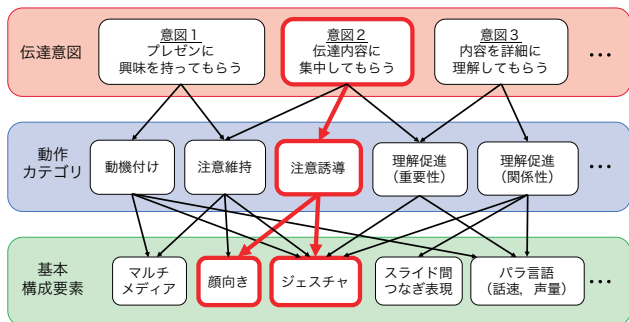 伝達意図
意図1
プレゼンに
興味を持ってもらう
意図2
伝達内容に
集中してもらう
意図3
内容を詳細に
理解してもらう
…
動作
カテゴリ
動機付け
注意維持
注意誘導
理解促進
（重要性）
理解促進
（関係性）
…
基本
構成要素
マルチ
メディア
顔向き
ジェスチャ
スライド間
つなぎ表現
パラ言語
（話速，声量）
…